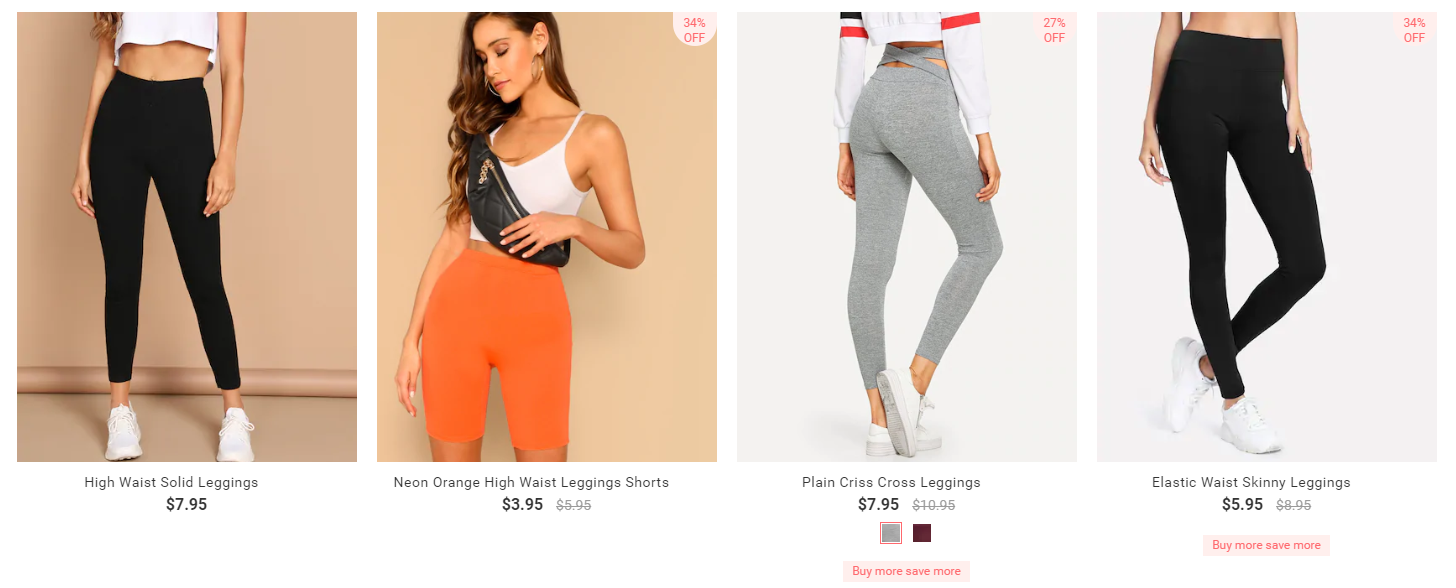 34%
OFF
27%
OFF
34%
OFF
High Waist Solid Leggings
$7.95
Neon Orange High Waist Leggings Shorts
$3.95 $5.95
Plain Criss Cross Leggings
$7.95 $10.95
Buy more save more
Elastic Waist Skinny Leggings
$5.95 $8.95
Buy more save more